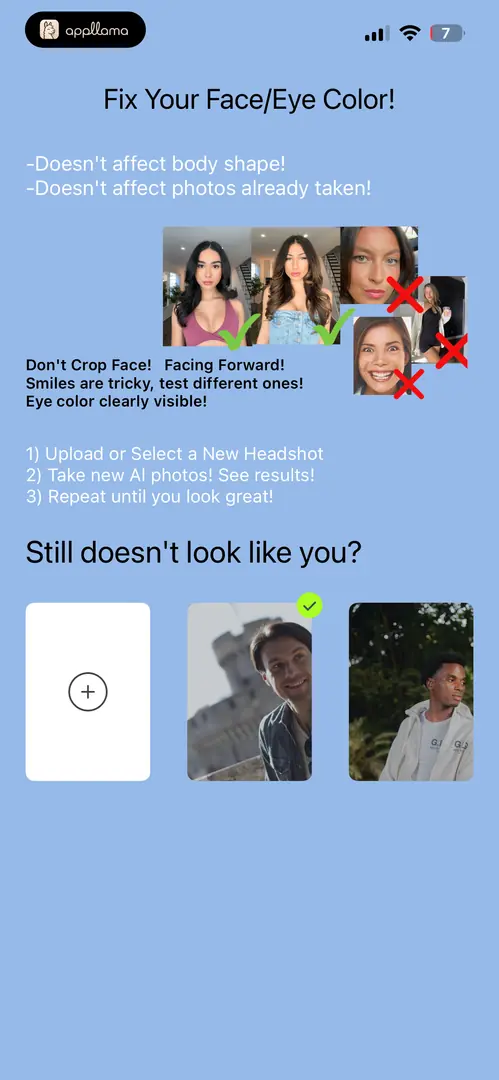 appllama
7
Fix Your Face/Eye Color!
-Doesn't affect body shape!
-Doesn't affect photos already taken!
Don't Crop Face!   Facing Forward!
Smiles are tricky, test different ones!
Eye color clearly visible!
1) Upload or Select a New Headshot
2) Take new AI photos! See results!
3) Repeat until you look great!
Still doesn't look like you?